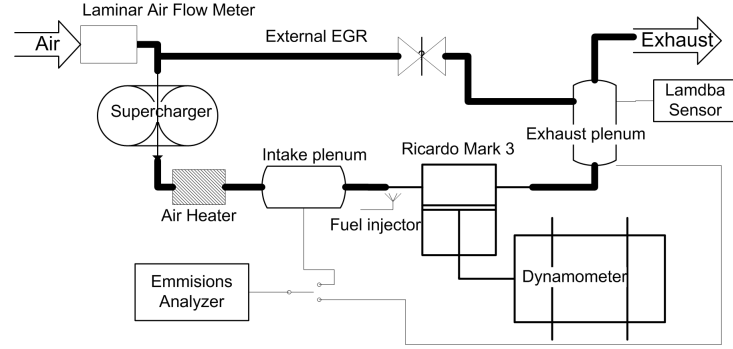 Laminar Air Flow Meter
Air
External EGR
Exhaust
Supercharger
Lamdba
Sensor
Exhaust plenum
Intake plenum
Ricardo Mark 3
Air Heater
Fuel injector
Emmisions
Analyzer
Dynamometer